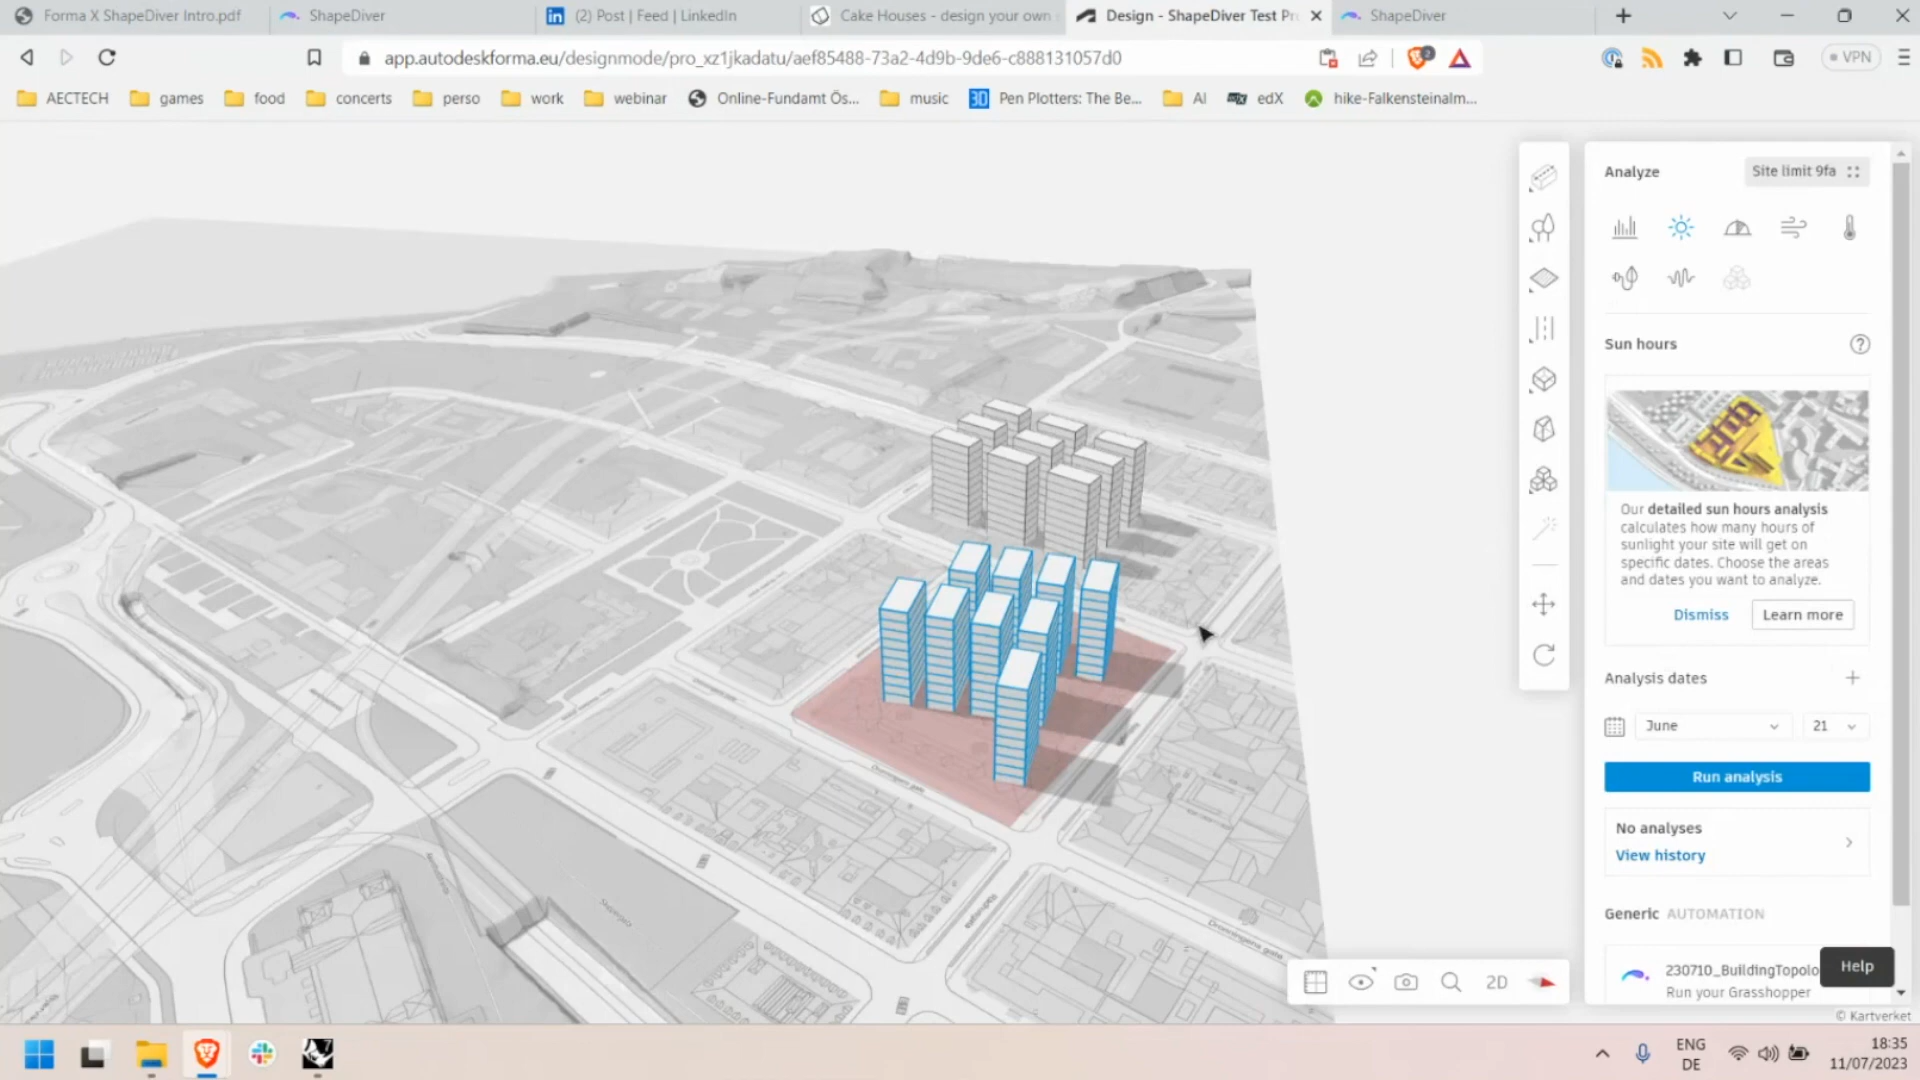 Forma X ShapeDiver Intro.pdf
ShapeDiver
(2) Post | Feed | LinkedIn
Cake Houses - design your own
Design - ShapeDiver Test Pr
ShapeDiver
app.autodeskforma.eu/designmode/pro_xz1jkadatu/aef85488-73a2-4d9b-9de6-c888131057d0
VPN
AECTECH
games
food
concerts
perso
work
webinar
Online-Fundamt Ös...
music
3D
Pen Plotters: The Be...
AI
edX
hike-Falkensteinalm...
Analyze
Site limit 9fa
Sun hours
Our detailed sun hours analysis
calculates how many hours of
sunlight your site will get on
specific dates. Choose the areas
and dates you want to analyze.
Dismiss
Learn more
Analysis dates
June
21
Run analysis
No analyses
View history
Generic AUTOMATION
230710_BuildingTopolo
Run your Grasshopper
Help
2D
© Kartverket
ENG
DE
18:35
11/07/2023